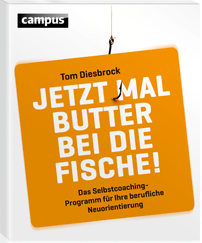 campus
Tom Diesbrock
JETZT MAL
BUTTER
BEI DIE
FISCHE!
Das Selbstcoaching-
Programm für Ihre berufliche
Neuorientierung